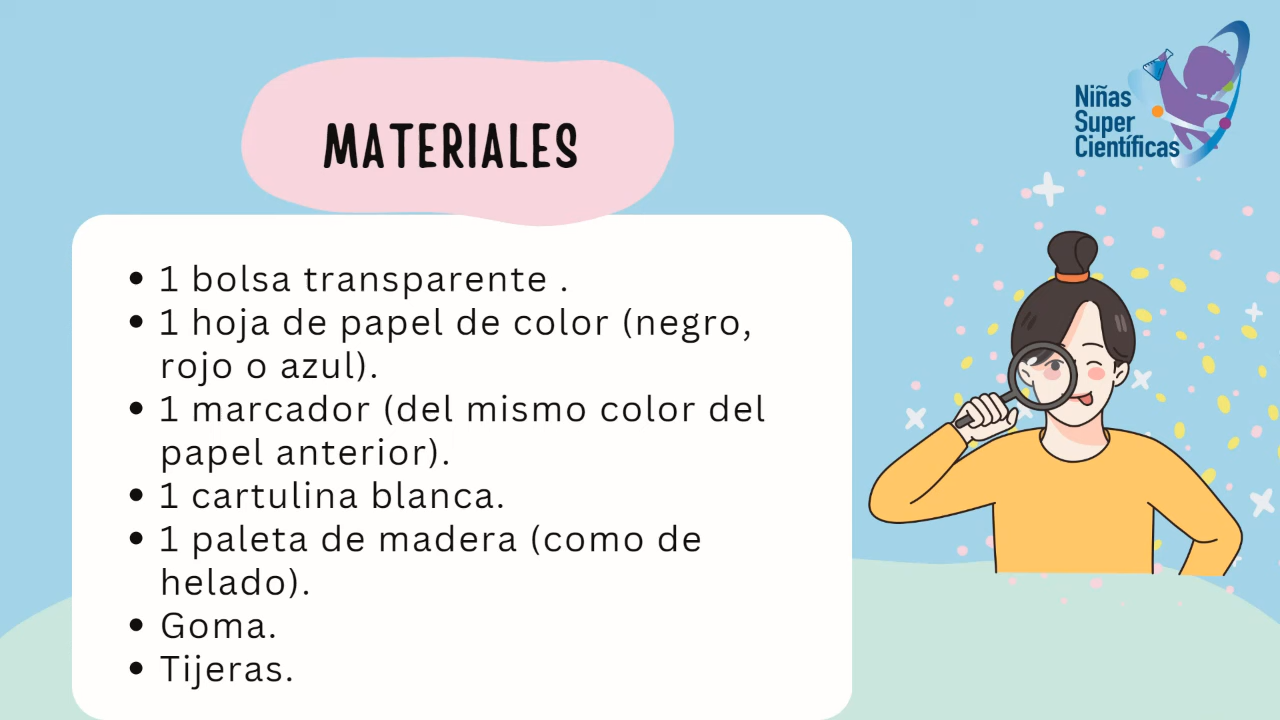 Niñas
Super
Científicas
MATERIALES
• 1 bolsa transparente .
• 1 hoja de papel de color (negro,
rojo o azul).
• 1 marcador (del mismo color del
papel anterior).
• 1 cartulina blanca.
• 1 paleta de madera (como de
helado).
• Goma.
• Tijeras.